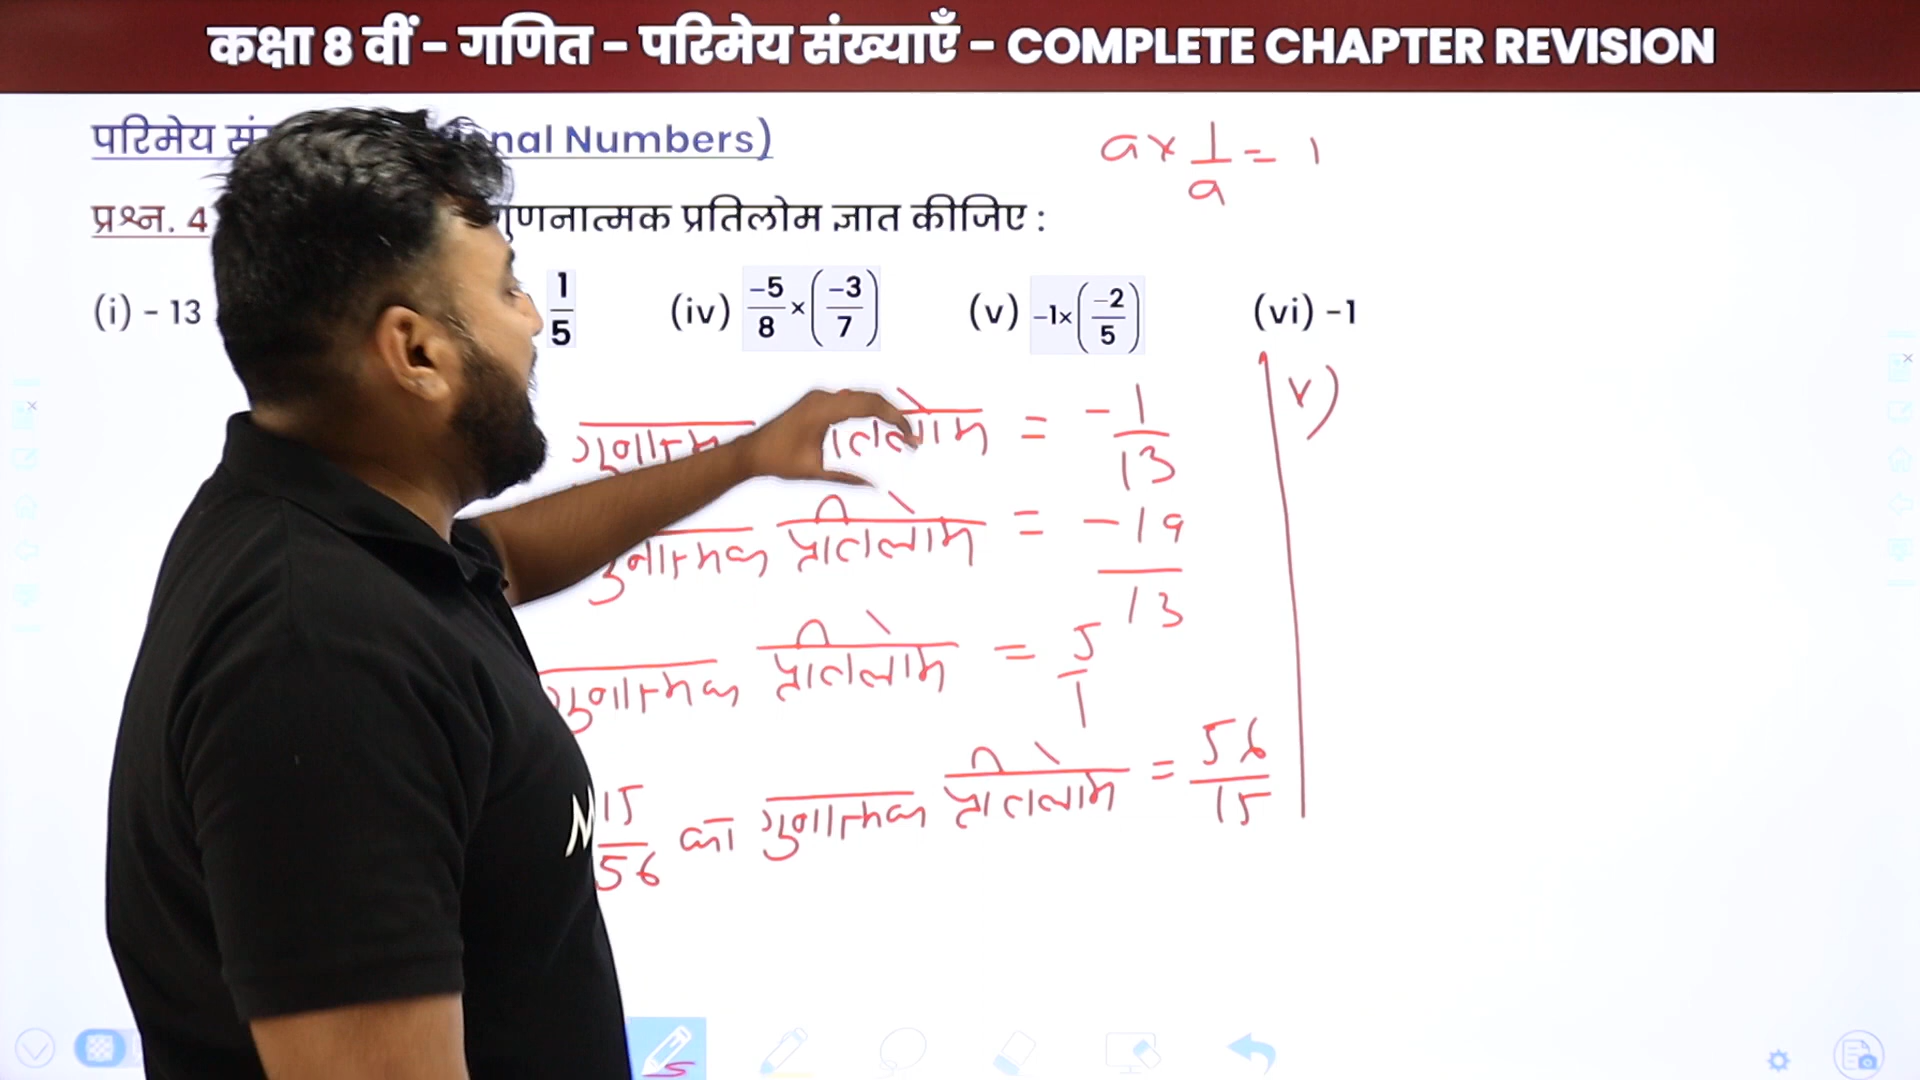 कक्षा 8 वीं - गणित - परिमेय संख्याएँ - COMPLETE CHAPTER REVISION
परिमेय सं nal Numbers)
a × 1/a = 1
प्रश्न. 4 गुणनात्मक प्रतिलोम ज्ञात कीजिए :
(i) - 13 1/5 (iv) -5/8 × (-3/7) (v) -1× (-2/5) (vi) -1
= -1/13
v)
प्रतिलोम = -19/13
गुणात्मक प्रतिलोम = 5/1
15/56 का गुणात्मक प्रतिलोम = 56/15